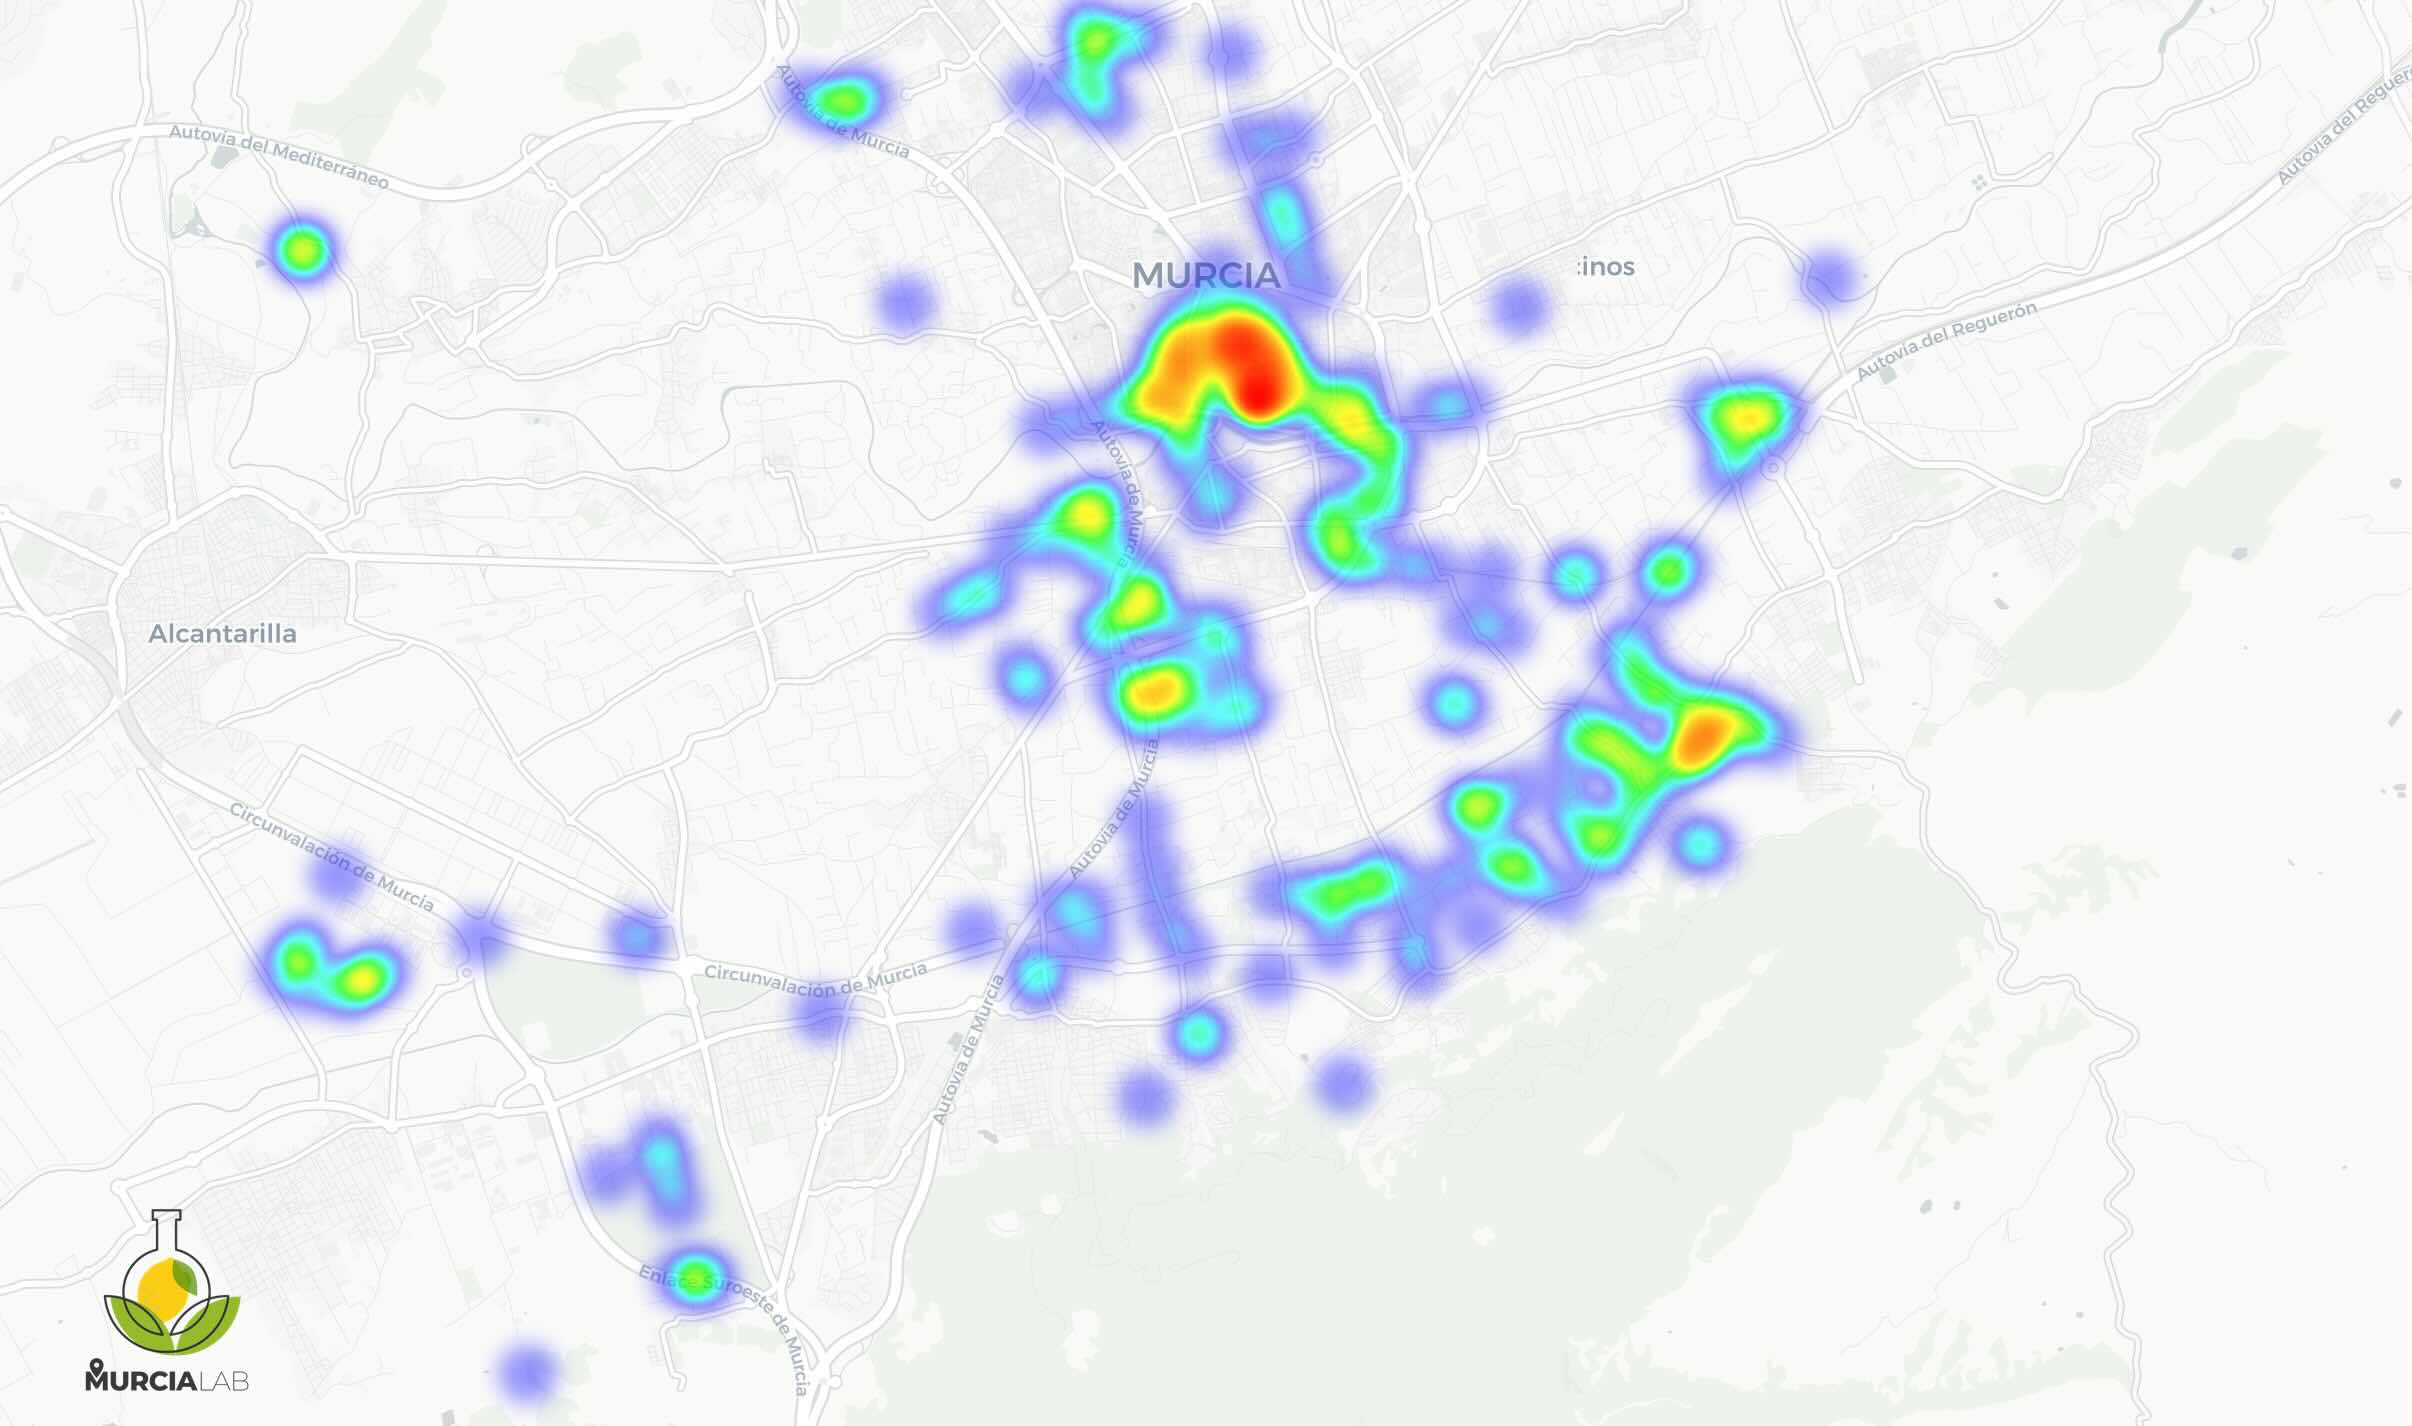 Autovía de Murcia
Autovía del Mediterráneo
Autovía del Reguerón
MURCIA
cinos
Autovía del Reguerón
Autovía de Murcia
Alcantarilla
Autovía de Murcia
Circunvalación de Murcia
Circunvalación de Murcia
Autovía de Murcia
Enlace Suroeste de Murcia
MURCIALAB